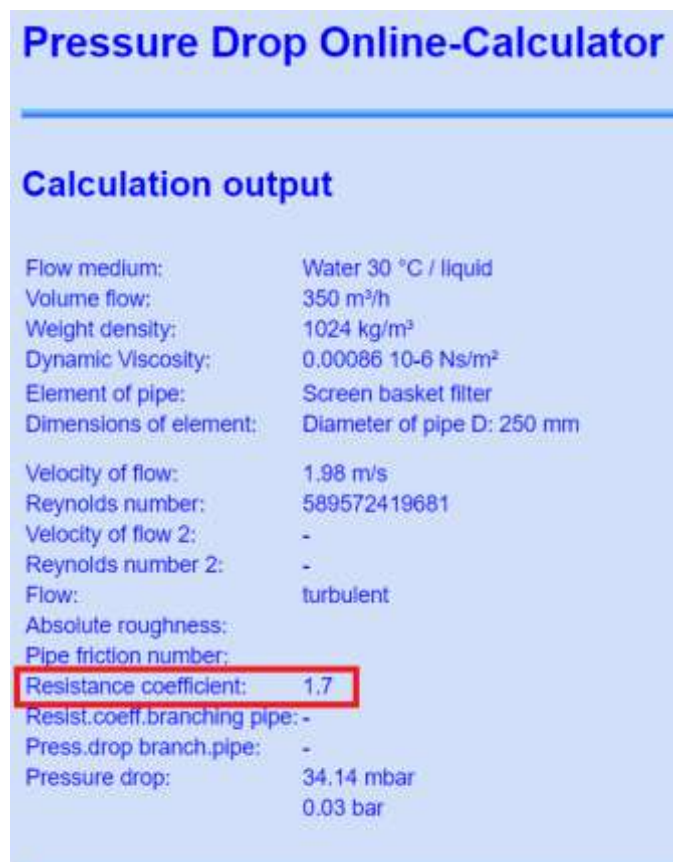 Pressure Drop Online-Calculator
Calculation output
Flow medium: Water 30 °C / liquid
Volume flow: 350 m³/h
Weight density: 1024 kg/m³
Dynamic Viscosity: 0.00086 10-6 Ns/m²
Element of pipe: Screen basket filter
Dimensions of element: Diameter of pipe D: 250 mm
Velocity of flow: 1.98 m/s
Reynolds number: 589572419681
Velocity of flow 2: -
Reynolds number 2: -
Flow: turbulent
Absolute roughness:
Pipe friction number:
Resistance coefficient: 1.7
Resist.coeff.branching pipe: -
Press.drop branch.pipe: -
Pressure drop: 34.14 mbar
0.03 bar